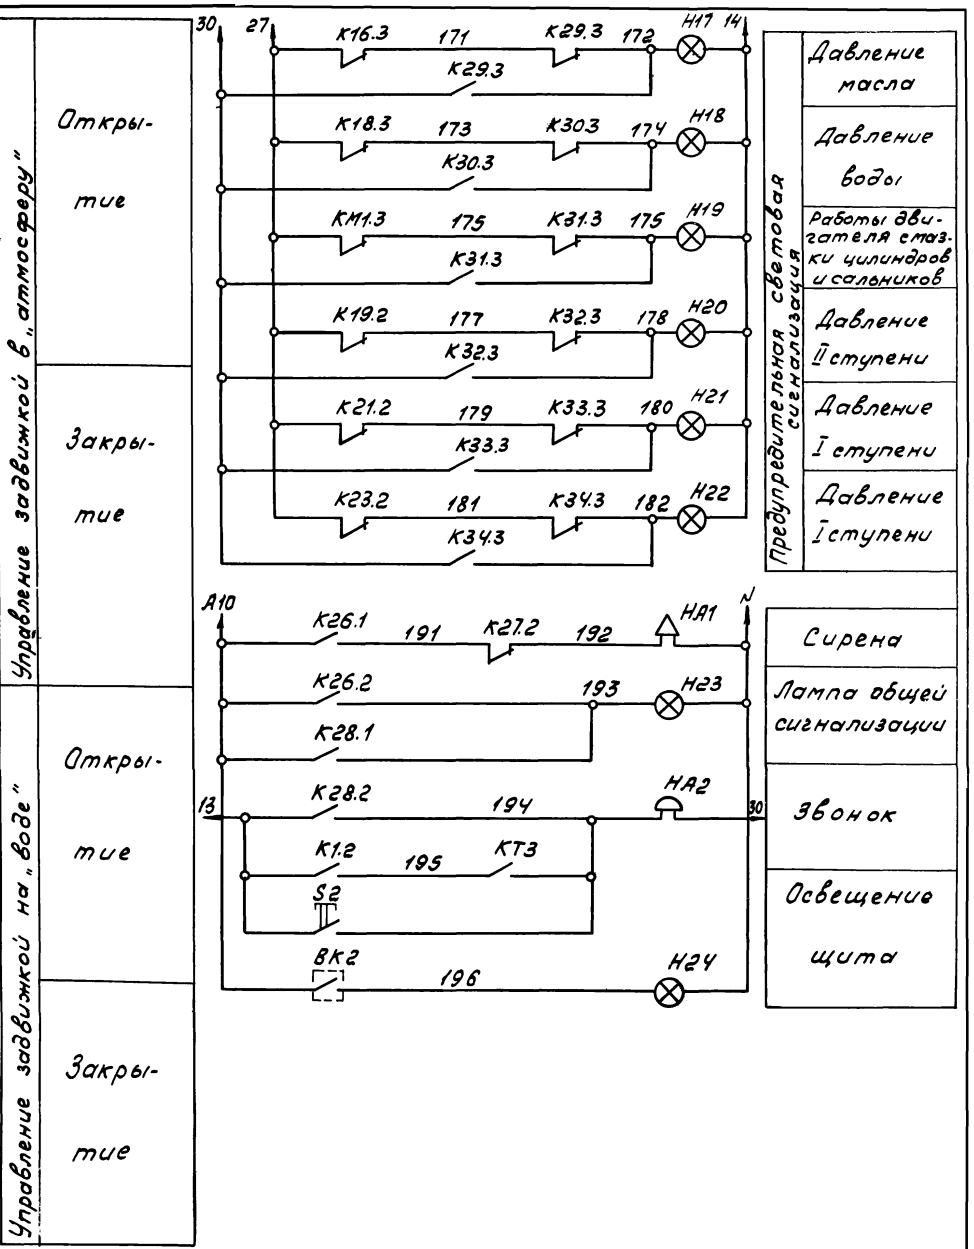 Управление задвижкой в „атмосферу"
Откры-
тие
Закры-
тие
Управление задвижкой на „воде"
Откры-
тие
Закры-
тие
30 27 H17 14
K16.3 171 K29.3 172
K29.3
K18.3 173 K30.3 174 H18
K30.3
KM1.3 175 K31.3 175 H19
K31.3
K19.2 177 K32.3 178 H20
K32.3
K21.2 179 K33.3 180 H21
K33.3
K23.2 181 K34.3 182 H22
K34.3
Предупредительная световая
сигнализация
Давление
масла
Давление
воды
Работы дви-
гателя смаз-
ки цилиндров
и сальников
Давление
II ступени
Давление
I ступени
Давление
I ступени
A10 N
K26.1 191 K27.2 192 HA1
K26.2 193 H23
K28.1
13 K28.2 194 HA2 30
K1.2 195 KT3
S2
BK2 196 H24
Сирена
Лампа общей
сигнализации
Звонок
Освещение
щита